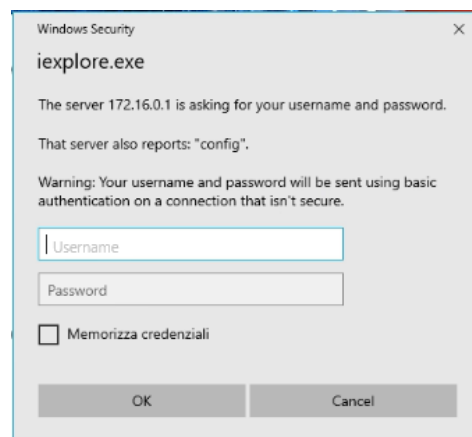 Windows Security
iexplore.exe
The server 172.16.0.1 is asking for your username and password.
That server also reports: "config".
Warning: Your username and password will be sent using basic
authentication on a connection that isn't secure.
Username
Password
Memorizza credenziali
OK
Cancel